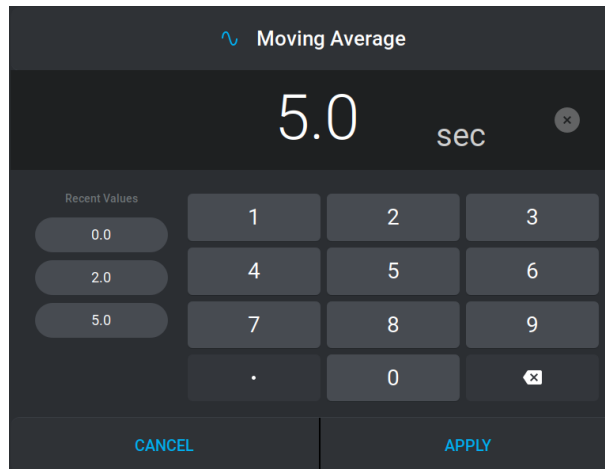 Moving Average
5.0 sec
Recent Values
0.0
2.0
5.0
1 2 3
4 5 6
7 8 9
. 0
CANCEL APPLY